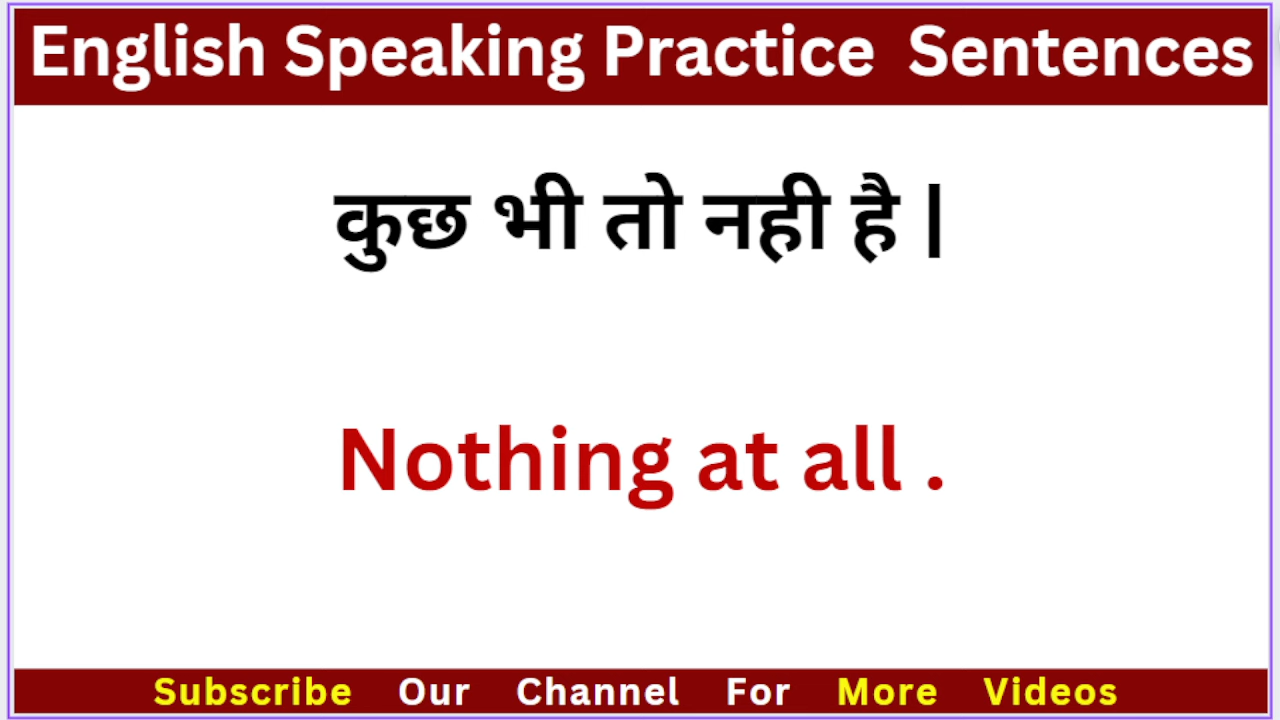 English Speaking Practice Sentences
कुछ भी तो नही है |
Nothing at all .
Subscribe Our Channel For More Videos